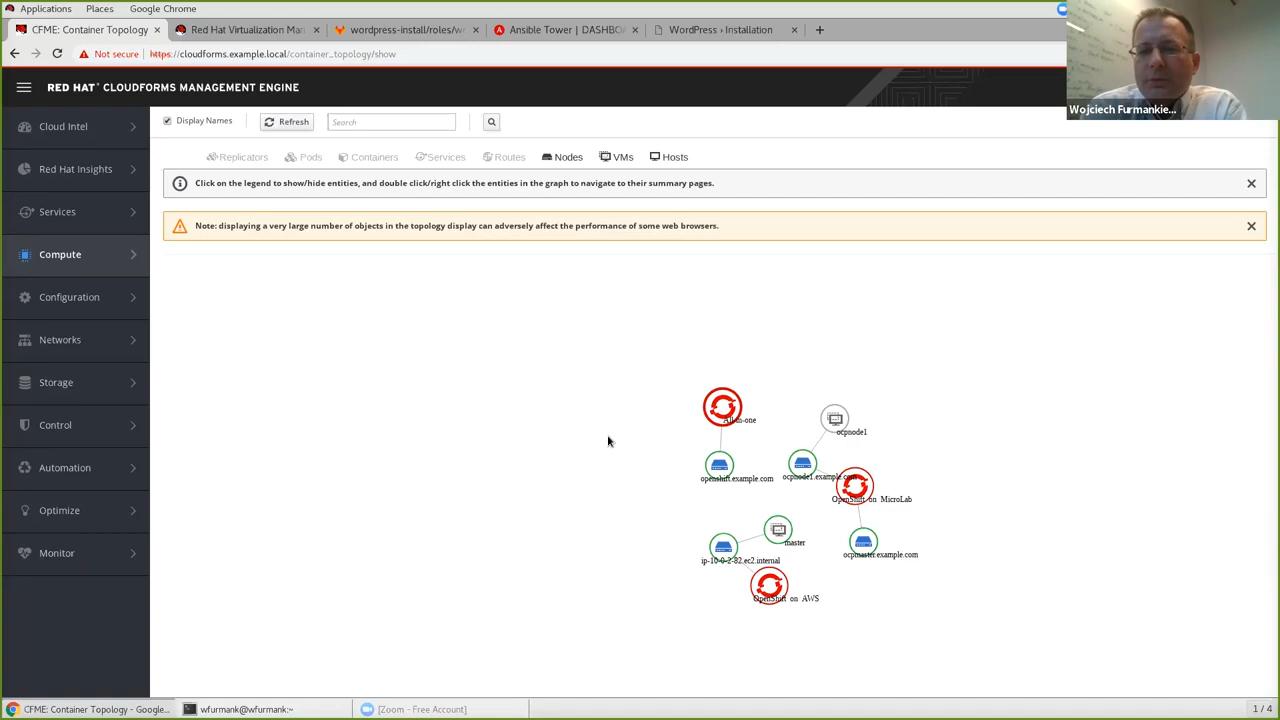 Applications Places Google Chrome
CFME: Container Topology × Red Hat Virtualization Man × wordpress-install/roles/w × Ansible Tower | DASHBO × WordPress › Installation × +
Not secure https://cloudforms.example.local/container_topology/show
RED HAT CLOUDFORMS MANAGEMENT ENGINE
Wojciech Furmankie...
Cloud Intel
Red Hat Insights
Services
Compute
Configuration
Networks
Storage
Control
Automation
Optimize
Monitor
Display Names Refresh Search
Replicators Pods Containers Services Routes Nodes VMs Hosts
Click on the legend to show/hide entities, and double click/right click the entities in the graph to navigate to their summary pages.
Note: displaying a very large number of objects in the topology display can adversely affect the performance of some web browsers.
All-in-one
ocpnode1
openshift.example.com
ocpnode1.example.com
OpenShift on MicroLab
master
ip-10-0-2-82.ec2.internal
ocpmaster.example.com
OpenShift on AWS
CFME: Container Topology - Google... wfurmank@wfurmank:~ [Zoom - Free Account] 1 / 4